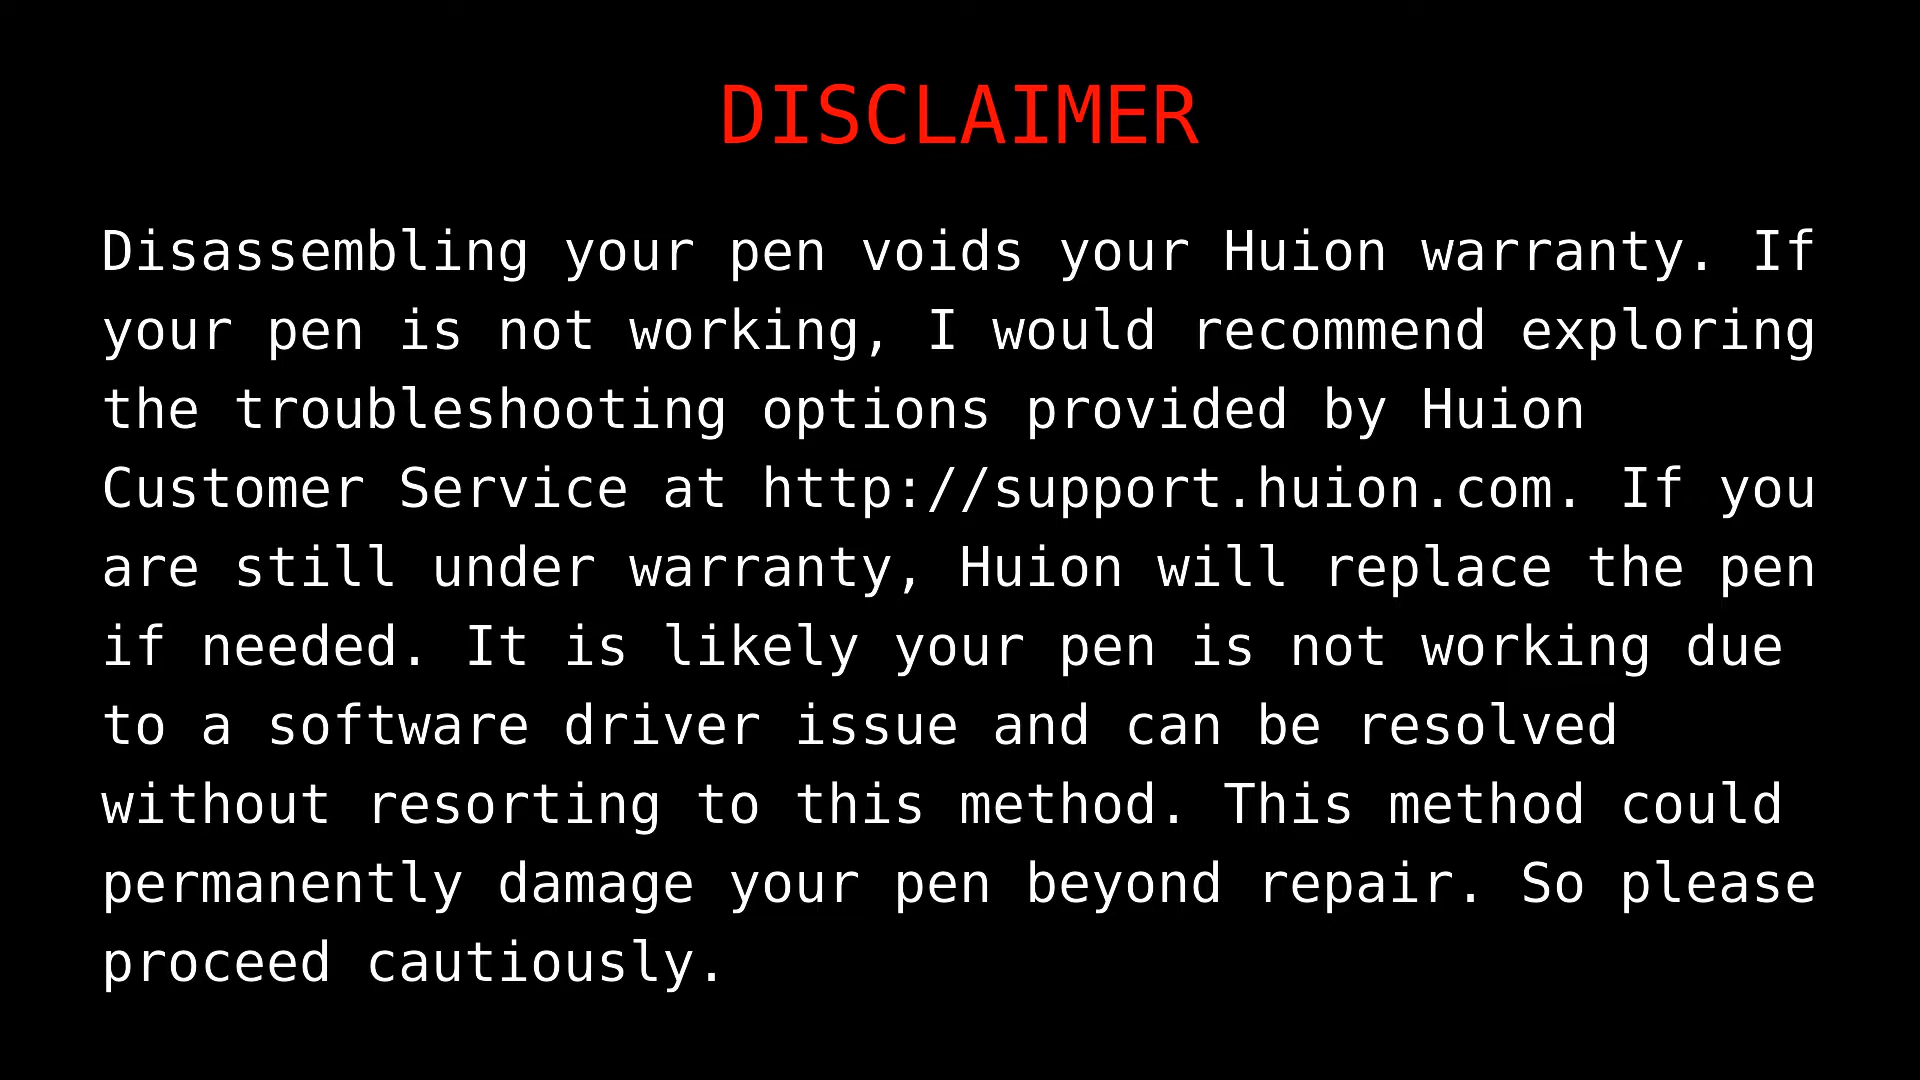 DISCLAIMER
Disassembling your pen voids your Huion warranty. If
your pen is not working, I would recommend exploring
the troubleshooting options provided by Huion
Customer Service at http://support.huion.com. If you
are still under warranty, Huion will replace the pen
if needed. It is likely your pen is not working due
to a software driver issue and can be resolved
without resorting to this method. This method could
permanently damage your pen beyond repair. So please
proceed cautiously.